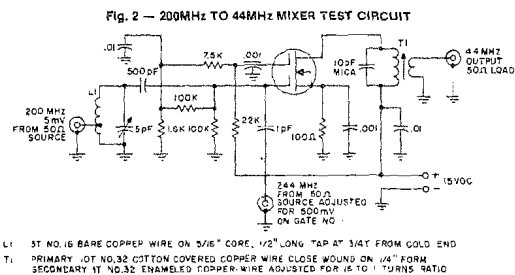 Fig. 2 — 200MHz TO 44MHz MIXER TEST CIRCUIT
.01
500pF
7.5K
.001
10pF
MICA
T1
44MHz
OUTPUT
50Ω LOAD
L1
200 MHz
5mV
FROM 50Ω
SOURCE
5pF
100K
1.6K
100K
22K
1pF
100Ω
.001
.01
+
15VDC
−
244 MHz
FROM 50Ω
SOURCE ADJUSTED
FOR 500mV
ON GATE NO
L1 3T NO.16 BARE COPPER WIRE ON 5/16" CORE, 1/2" LONG TAP AT 3/4T FROM COLD END
T1 PRIMARY 10T NO.32 COTTON COVERED COPPER WIRE CLOSE WOUND ON 1/4" FORM
SECONDARY 1T NO.32 ENAMELED COPPER WIRE ADJUSTED FOR 16 TO 1 TURNS RATIO